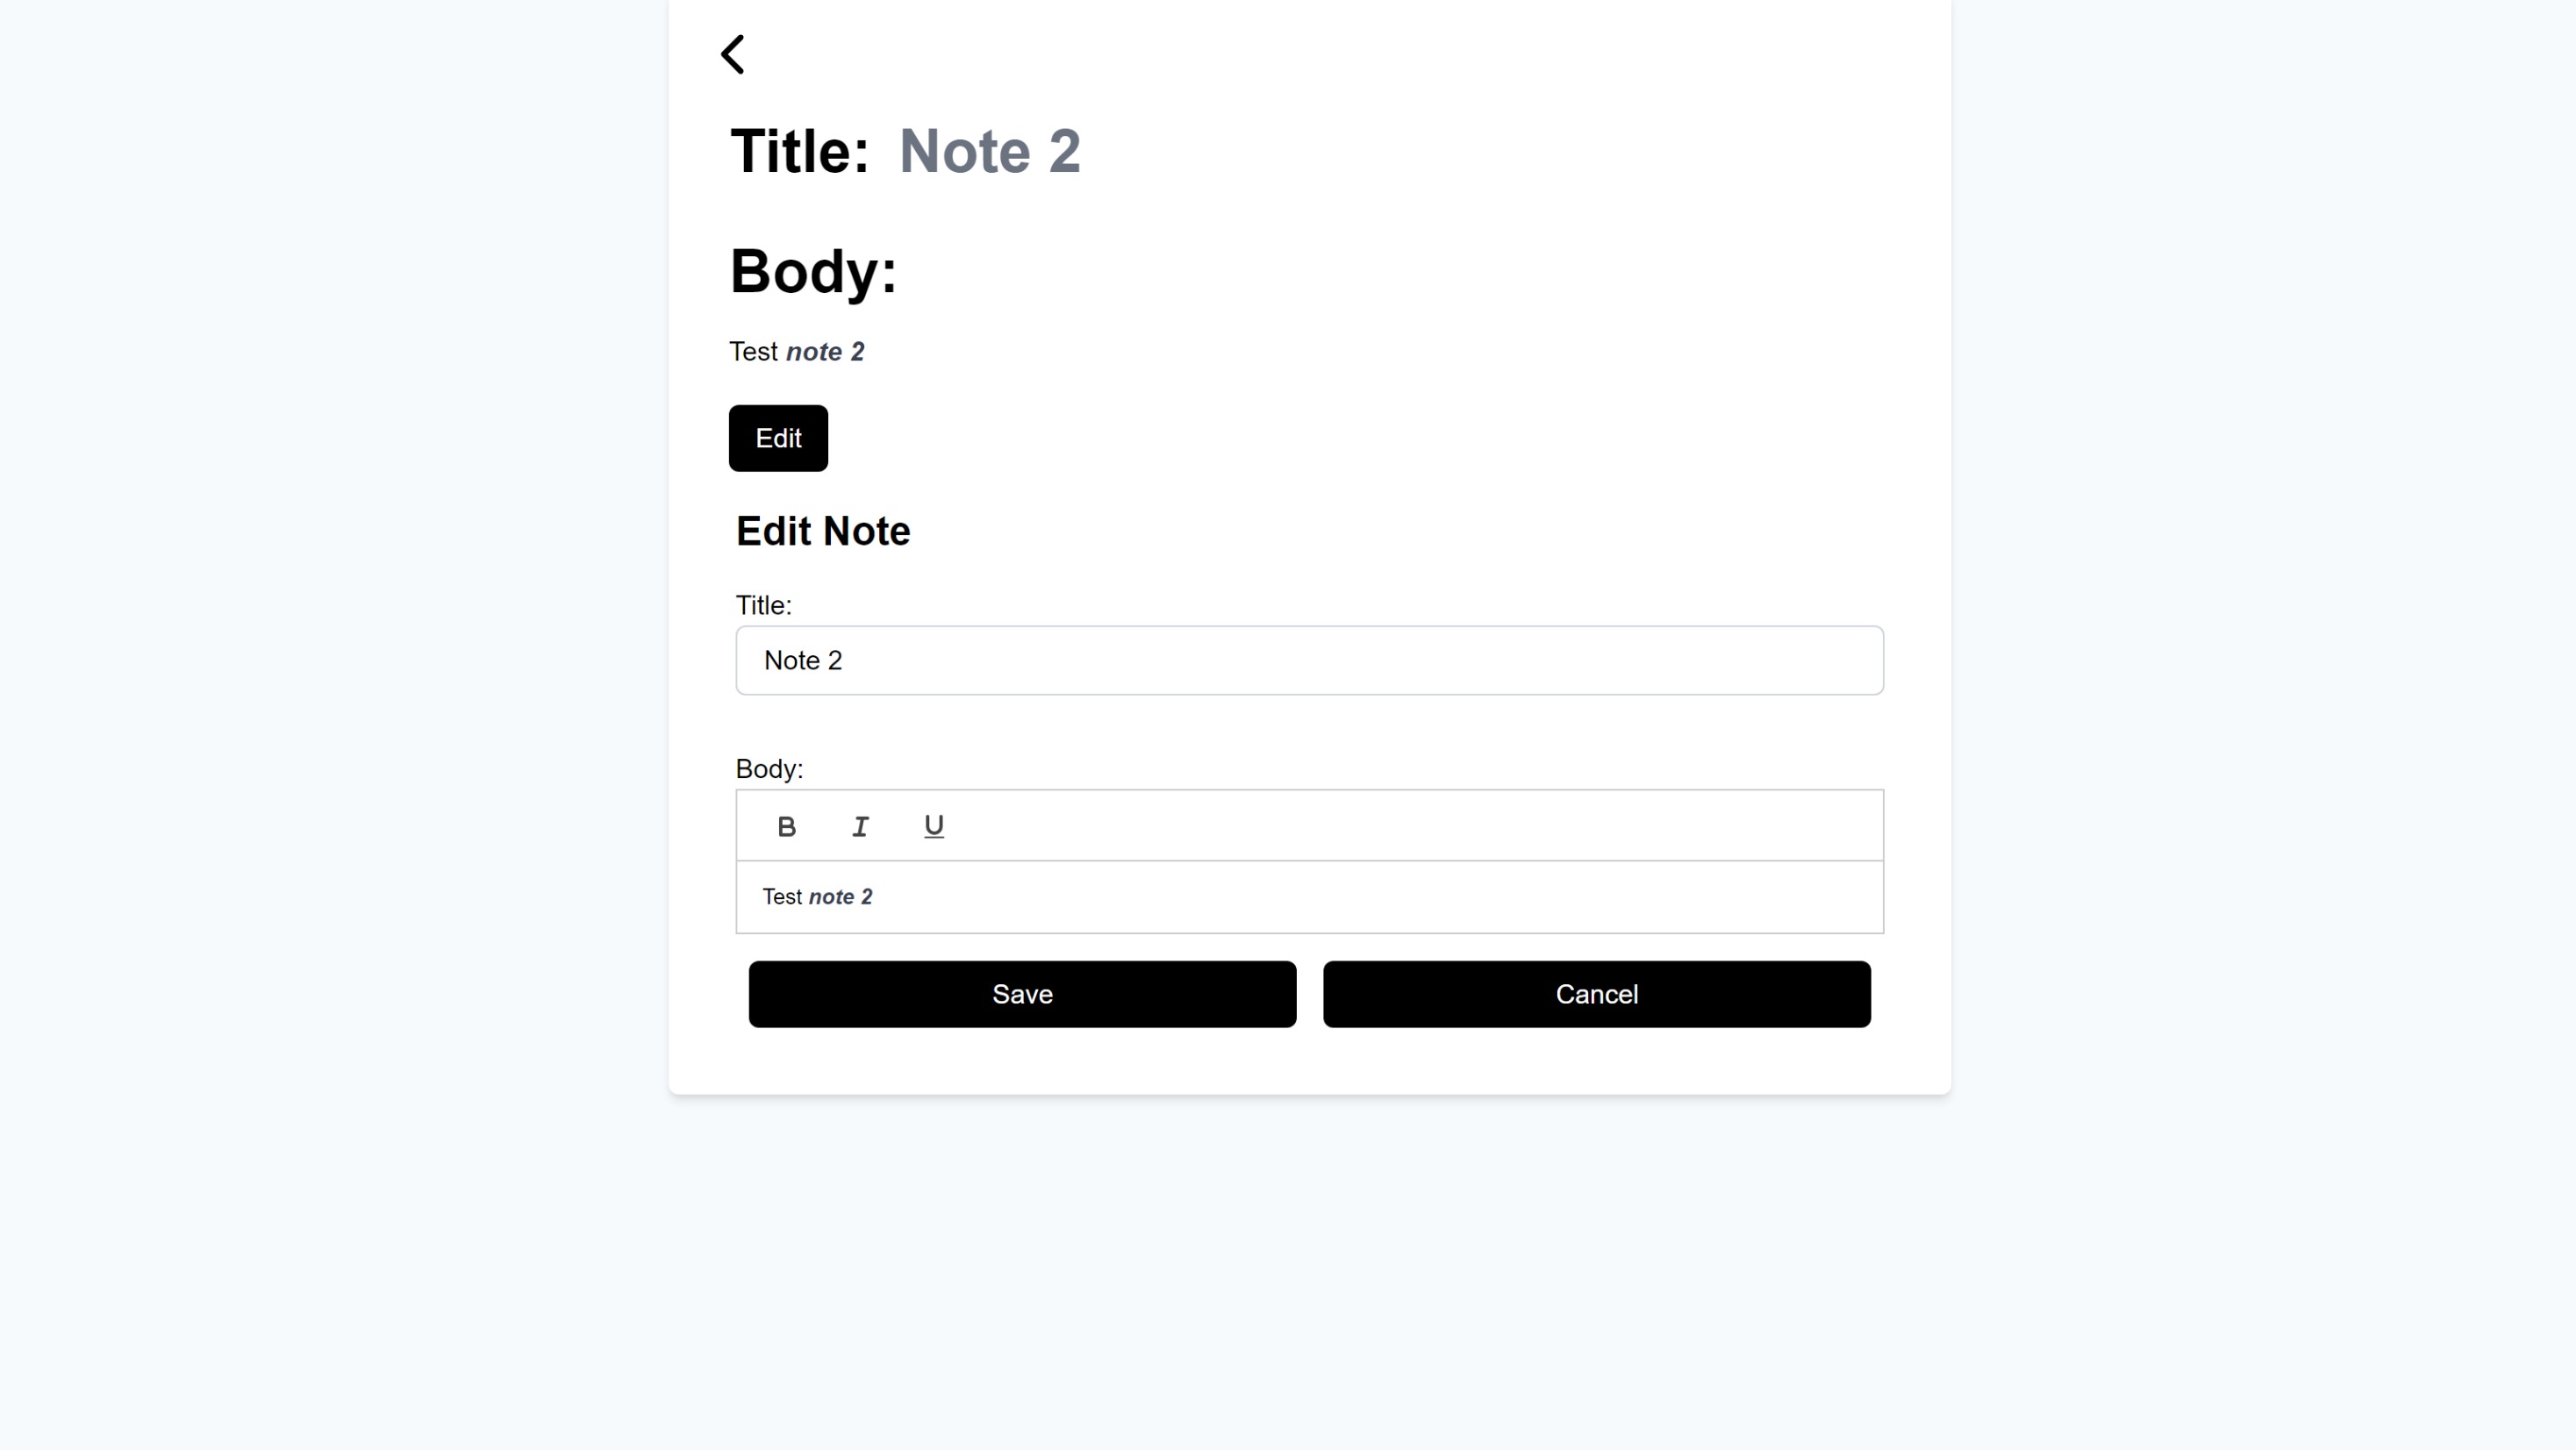 Title: Note 2
Body:
Test note 2
Edit
Edit Note
Title:
Note 2
Body:
B I U
Test note 2
Save Cancel